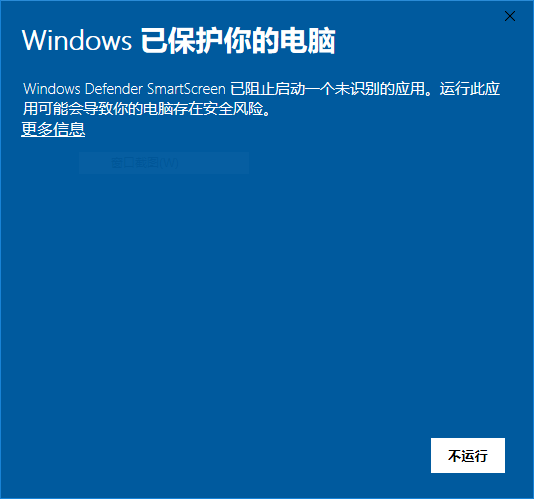 Windows 已保护你的电脑
Windows Defender SmartScreen 已阻止启动一个未识别的应用。运行此应
用可能会导致你的电脑存在安全风险。
更多信息
不运行